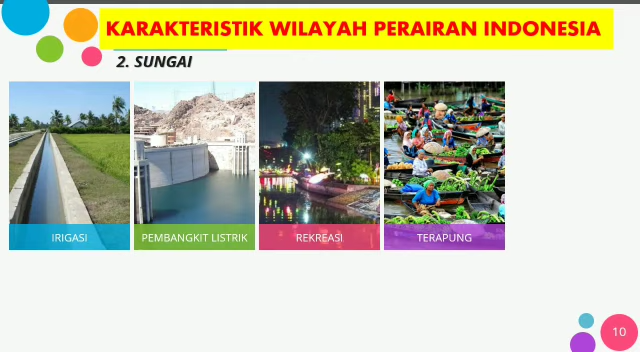 KARAKTERISTIK WILAYAH PERAIRAN INDONESIA
2. SUNGAI
IRIGASI
PEMBANGKIT LISTRIK
REKREASI
TERAPUNG
10